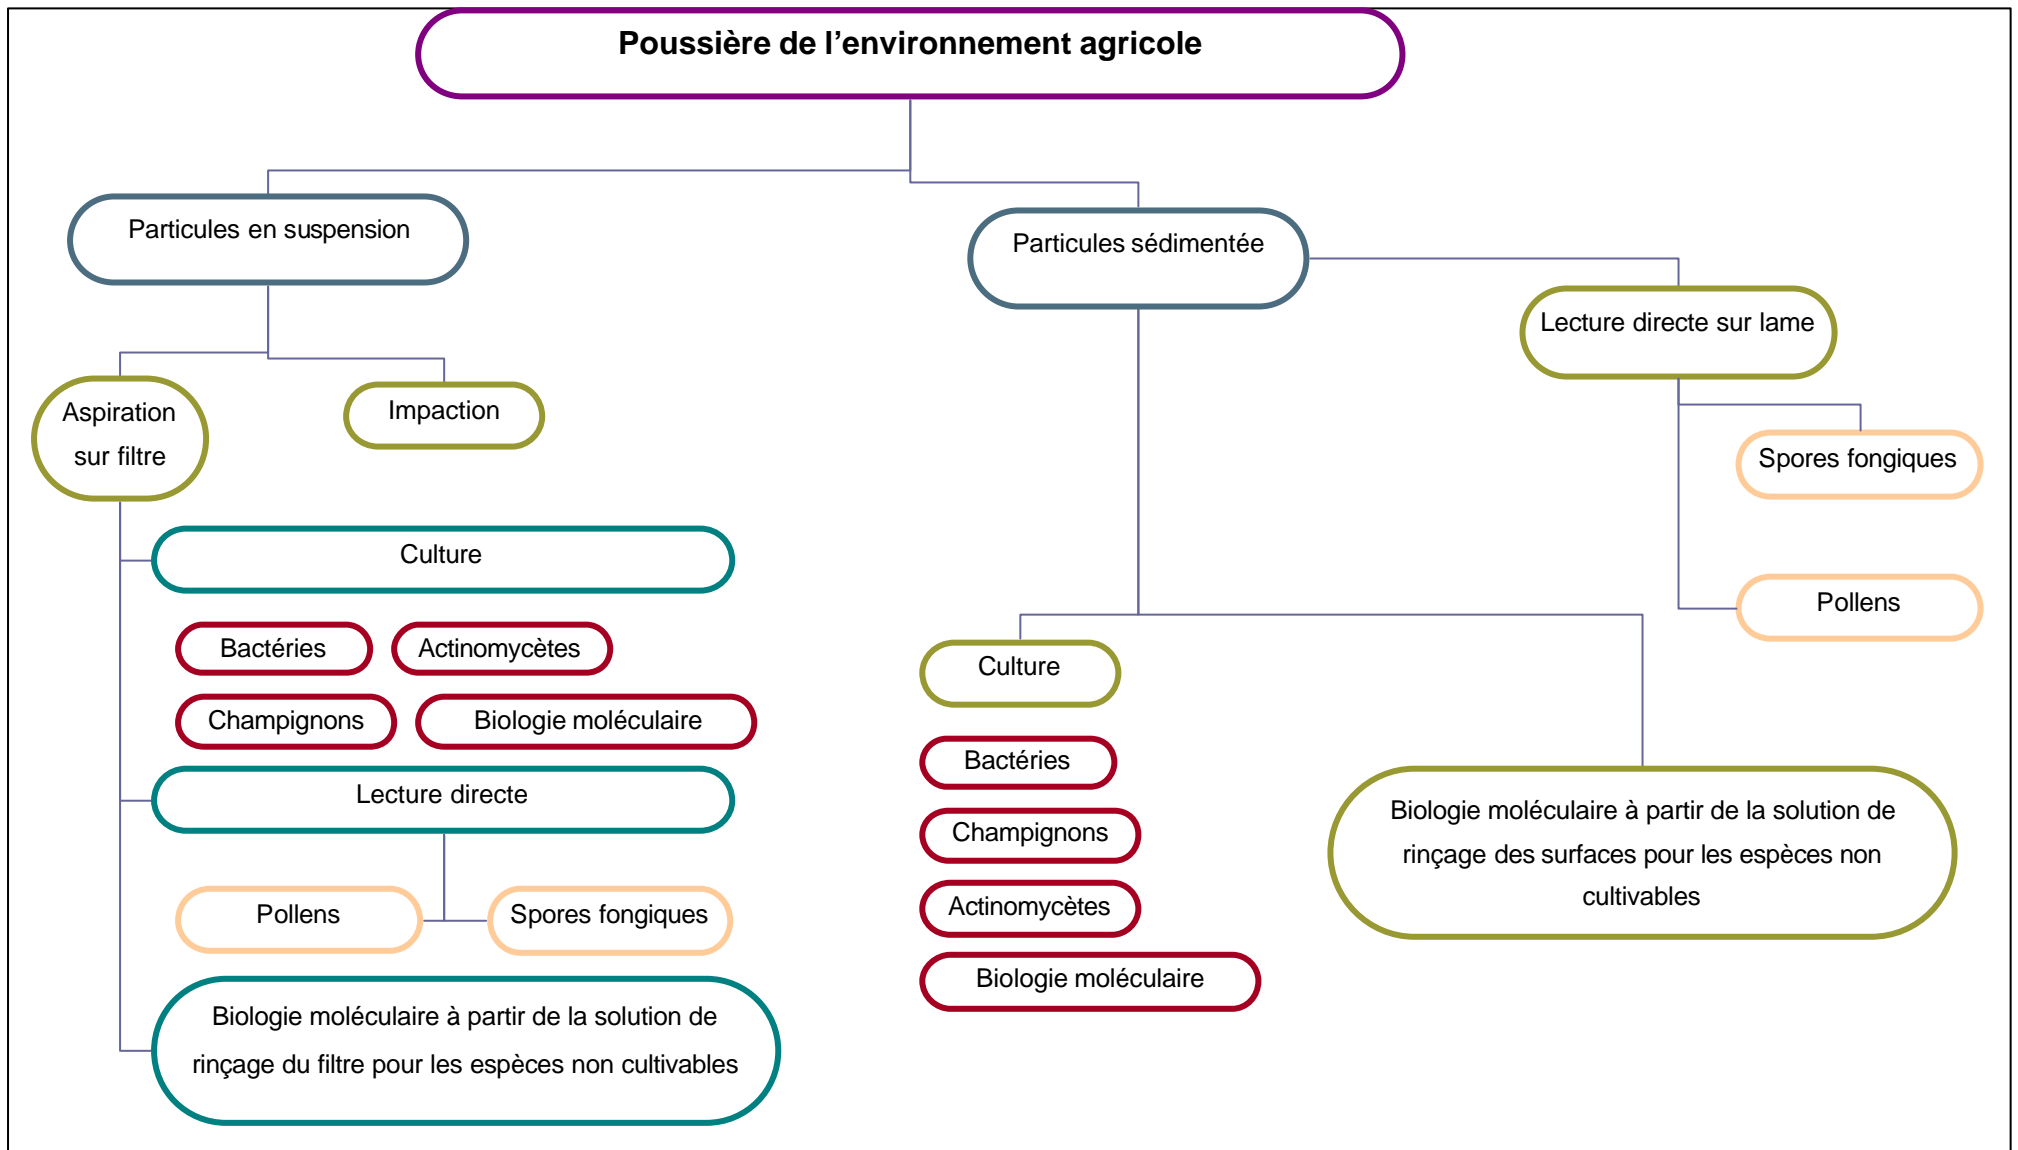 Poussière de l'environnement agricole
Particules en suspension
Particules sédimentée
Lecture directe sur lame
Aspiration
sur filtre
Impaction
Spores fongiques
Pollens
Culture
Bactéries
Actinomycètes
Champignons
Biologie moléculaire
Lecture directe
Pollens
Spores fongiques
Biologie moléculaire à partir de la solution de
rinçage du filtre pour les espèces non cultivables
Culture
Bactéries
Champignons
Actinomycètes
Biologie moléculaire
Biologie moléculaire à partir de la solution de
rinçage des surfaces pour les espèces non
cultivables